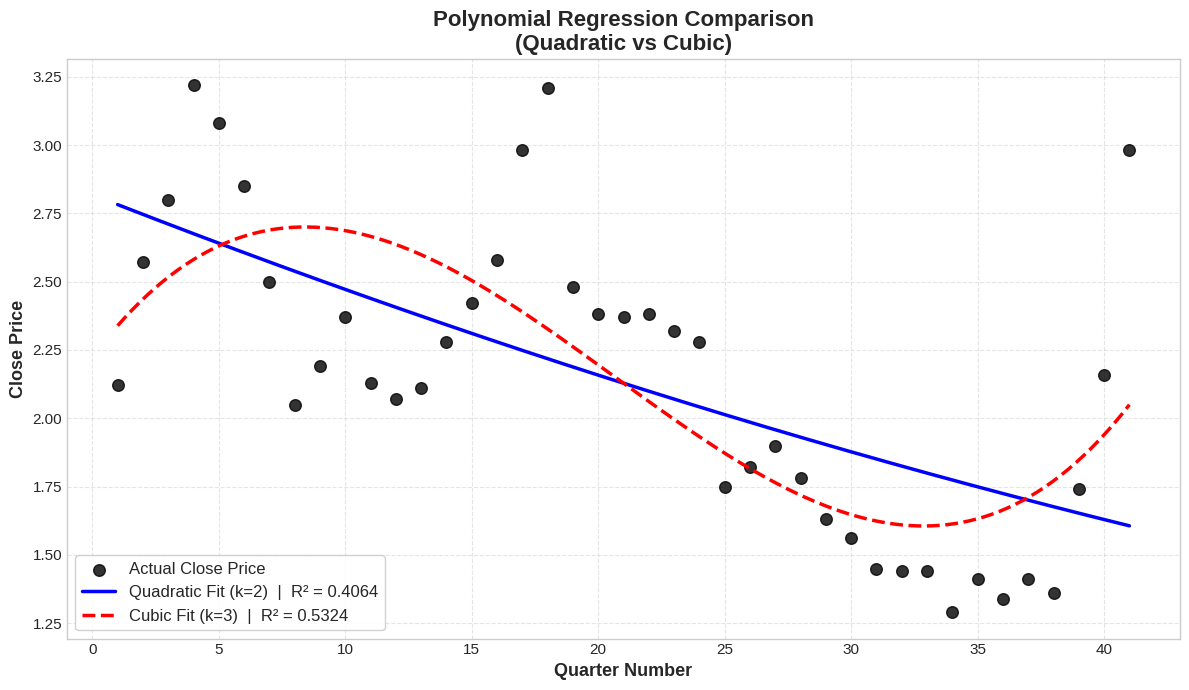 Polynomial Regression Comparison
(Quadratic vs Cubic)
Close Price
3.25
3.00
2.75
2.50
2.25
2.00
1.75
1.50
1.25
Actual Close Price
Quadratic Fit (k=2) | R² = 0.4064
Cubic Fit (k=3) | R² = 0.5324
0 5 10 15 20 25 30 35 40
Quarter Number